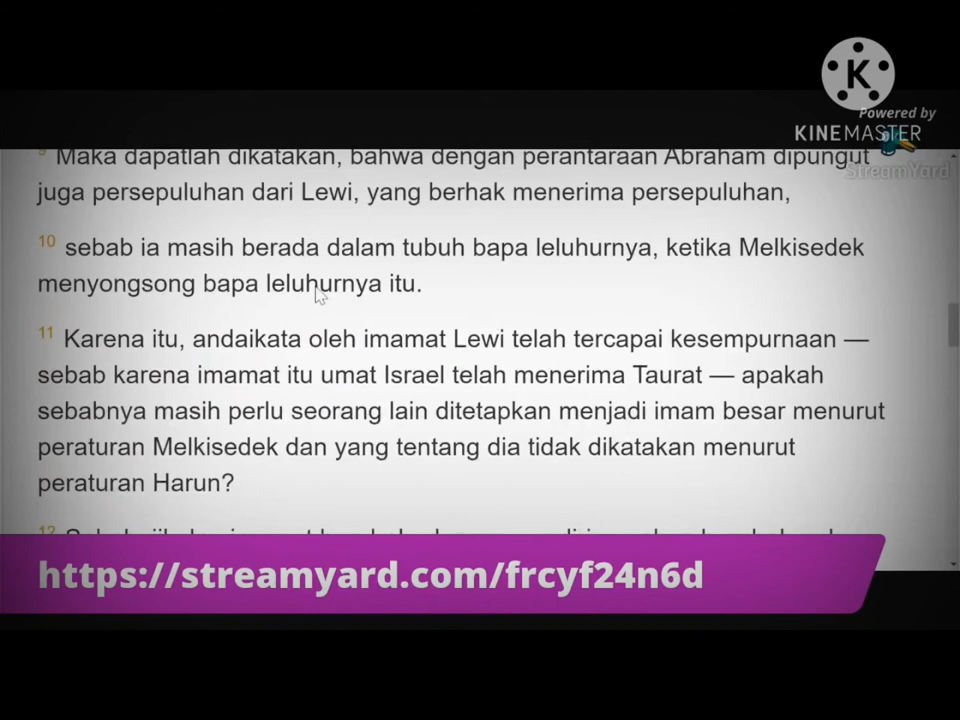 K
Powered by
KINEMASTER
9 Maka dapatlah dikatakan, bahwa dengan perantaraan Abraham dipungut
StreamYard
juga persepuluhan dari Lewi, yang berhak menerima persepuluhan,
10 sebab ia masih berada dalam tubuh bapa leluhurnya, ketika Melkisedek
menyongsong bapa leluhurnya itu.
11 Karena itu, andaikata oleh imamat Lewi telah tercapai kesempurnaan —
sebab karena imamat itu umat Israel telah menerima Taurat — apakah
sebabnya masih perlu seorang lain ditetapkan menjadi imam besar menurut
peraturan Melkisedek dan yang tentang dia tidak dikatakan menurut
peraturan Harun?
12
https://streamyard.com/frcyf24n6d